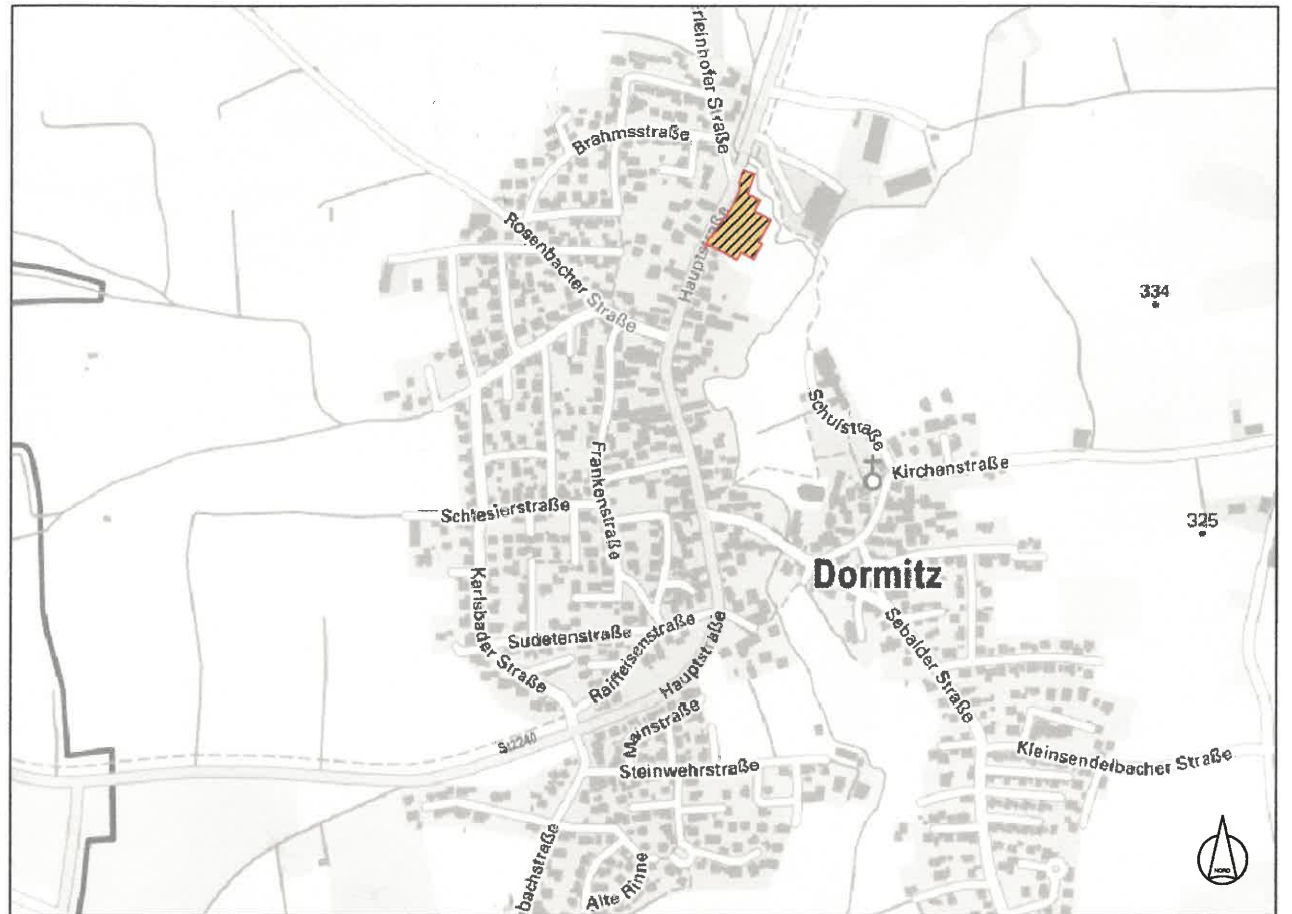 rleinhofer Straße
Brahmsstraße
Rosenbacher Straße
Hauptstraße
334
Schulstraße
Kirchenstraße
Frankenstraße
Schlesierstraße
325
Dormitz
Karlsbader Straße
Sudetenstraße
Raiffeisenstraße
Hauptstraße
Sebalder Straße
Mainstraße
Kleinsendelbacher Straße
Steinwehrstraße
bachstraße
Alte Rinne
NORD